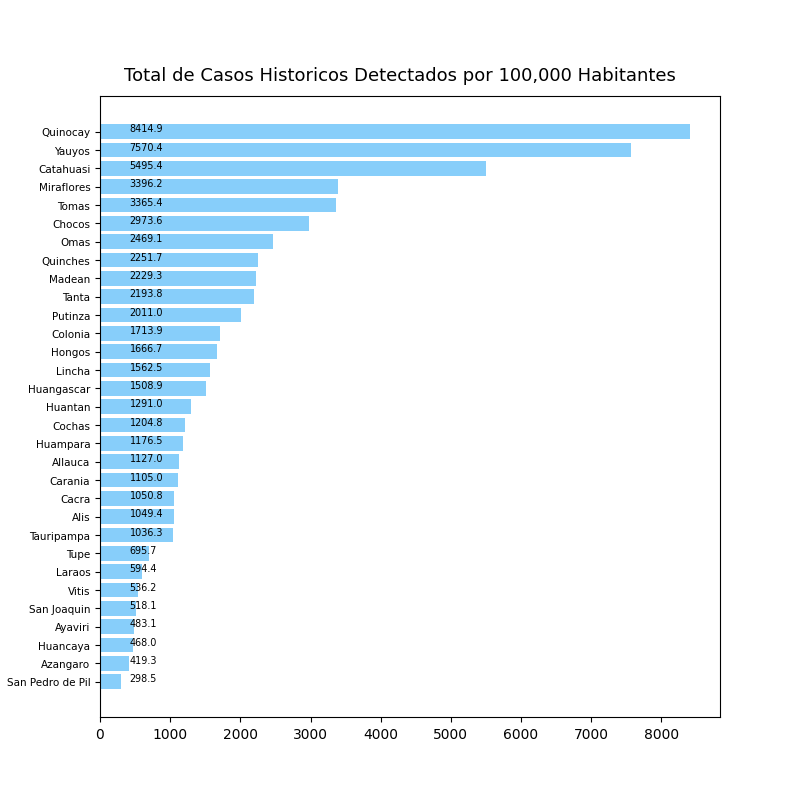 Total de Casos Historicos Detectados por 100,000 Habitantes
Quinocay 8414.9
Yauyos 7570.4
Catahuasi 5495.4
Miraflores 3396.2
Tomas 3365.4
Chocos 2973.6
Omas 2469.1
Quinches 2251.7
Madean 2229.3
Tanta 2193.8
Putinza 2011.0
Colonia 1713.9
Hongos 1666.7
Lincha 1562.5
Huangascar 1508.9
Huantan 1291.0
Cochas 1204.8
Huampara 1176.5
Allauca 1127.0
Carania 1105.0
Cacra 1050.8
Alis 1049.4
Tauripampa 1036.3
Tupe 695.7
Laraos 594.4
Vitis 536.2
San Joaquin 518.1
Ayaviri 483.1
Huancaya 468.0
Azangaro 419.3
San Pedro de Pil 298.5
0 1000 2000 3000 4000 5000 6000 7000 8000